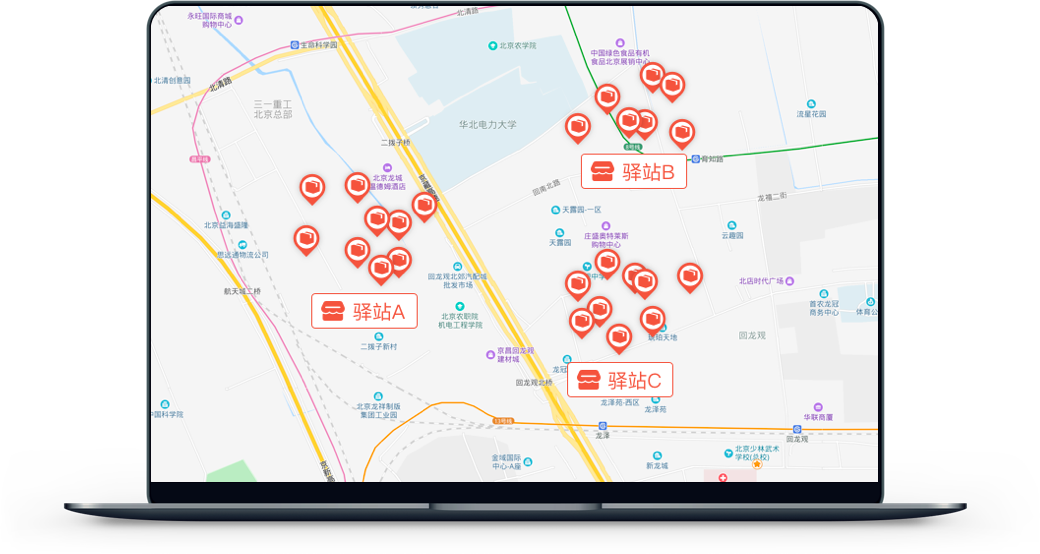 北清路
永旺国际商城
购物中心
生命科学园
北京农学院
中国绿色食品有机
食品北京展销中心
北清创意园
北清路
三一重工
北京总部
流星花园
华北电力大学
二拨子桥
8号线
育知路
昌平线
驿站B
北京龙城
温德姆酒店
回南北路
龙福二街
天露园-一区
北京益海盛隆
云趣园
庄盛奥特莱斯
购物中心
天露园
思远通物流公司
回龙观北郊汽配城
批发市场
北店时代广场
航天城二桥
首农龙冠
商务中心
驿站A
北京农职院
机电工程学院
体育公
回龙观
二拨子新村
京昌回龙观
建材城
龙冠
驿站C
回龙观北桥
龙泽苑-西区
龙泽苑
北京龙祥制版
集团工业园
中国科学院
华联商厦
13号线
龙泽
回龙观
北京少林武术
学校(总校)
金域国际
中心-A座
新龙城